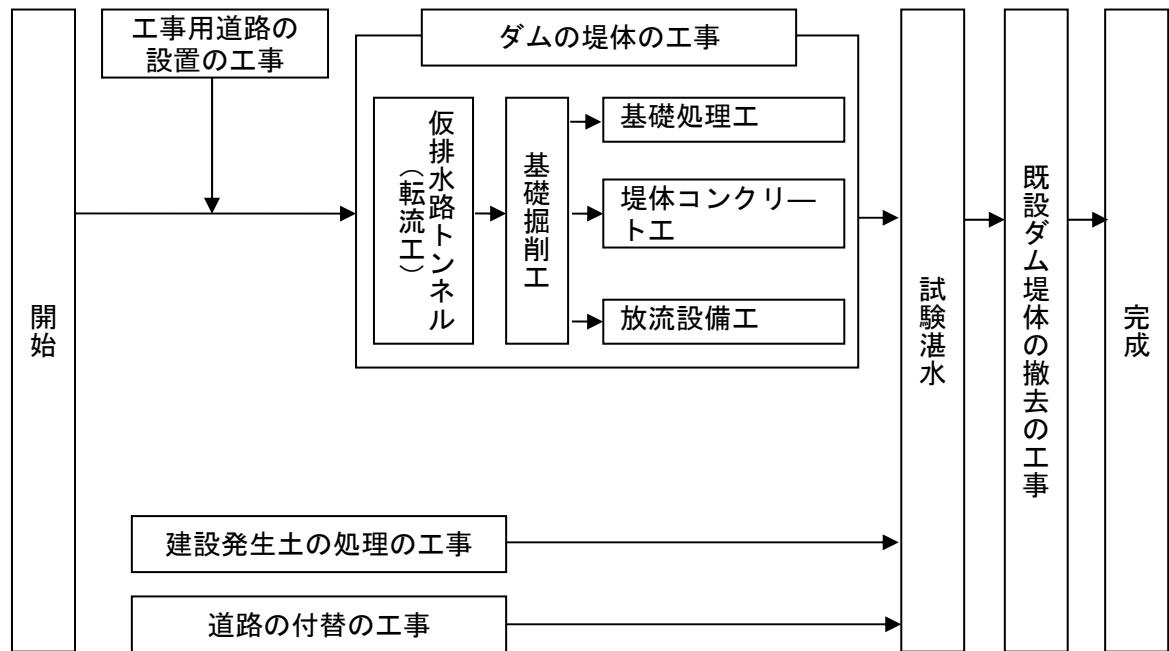 開始
工事用道路の
設置の工事
ダムの堤体の工事
仮排水路トンネル
（転流工）
基礎掘削工
基礎処理工
堤体コンクリ―
ト工
放流設備工
建設発生土の処理の工事
道路の付替の工事
試験湛水
既設ダム堤体の撤去の工事
完成